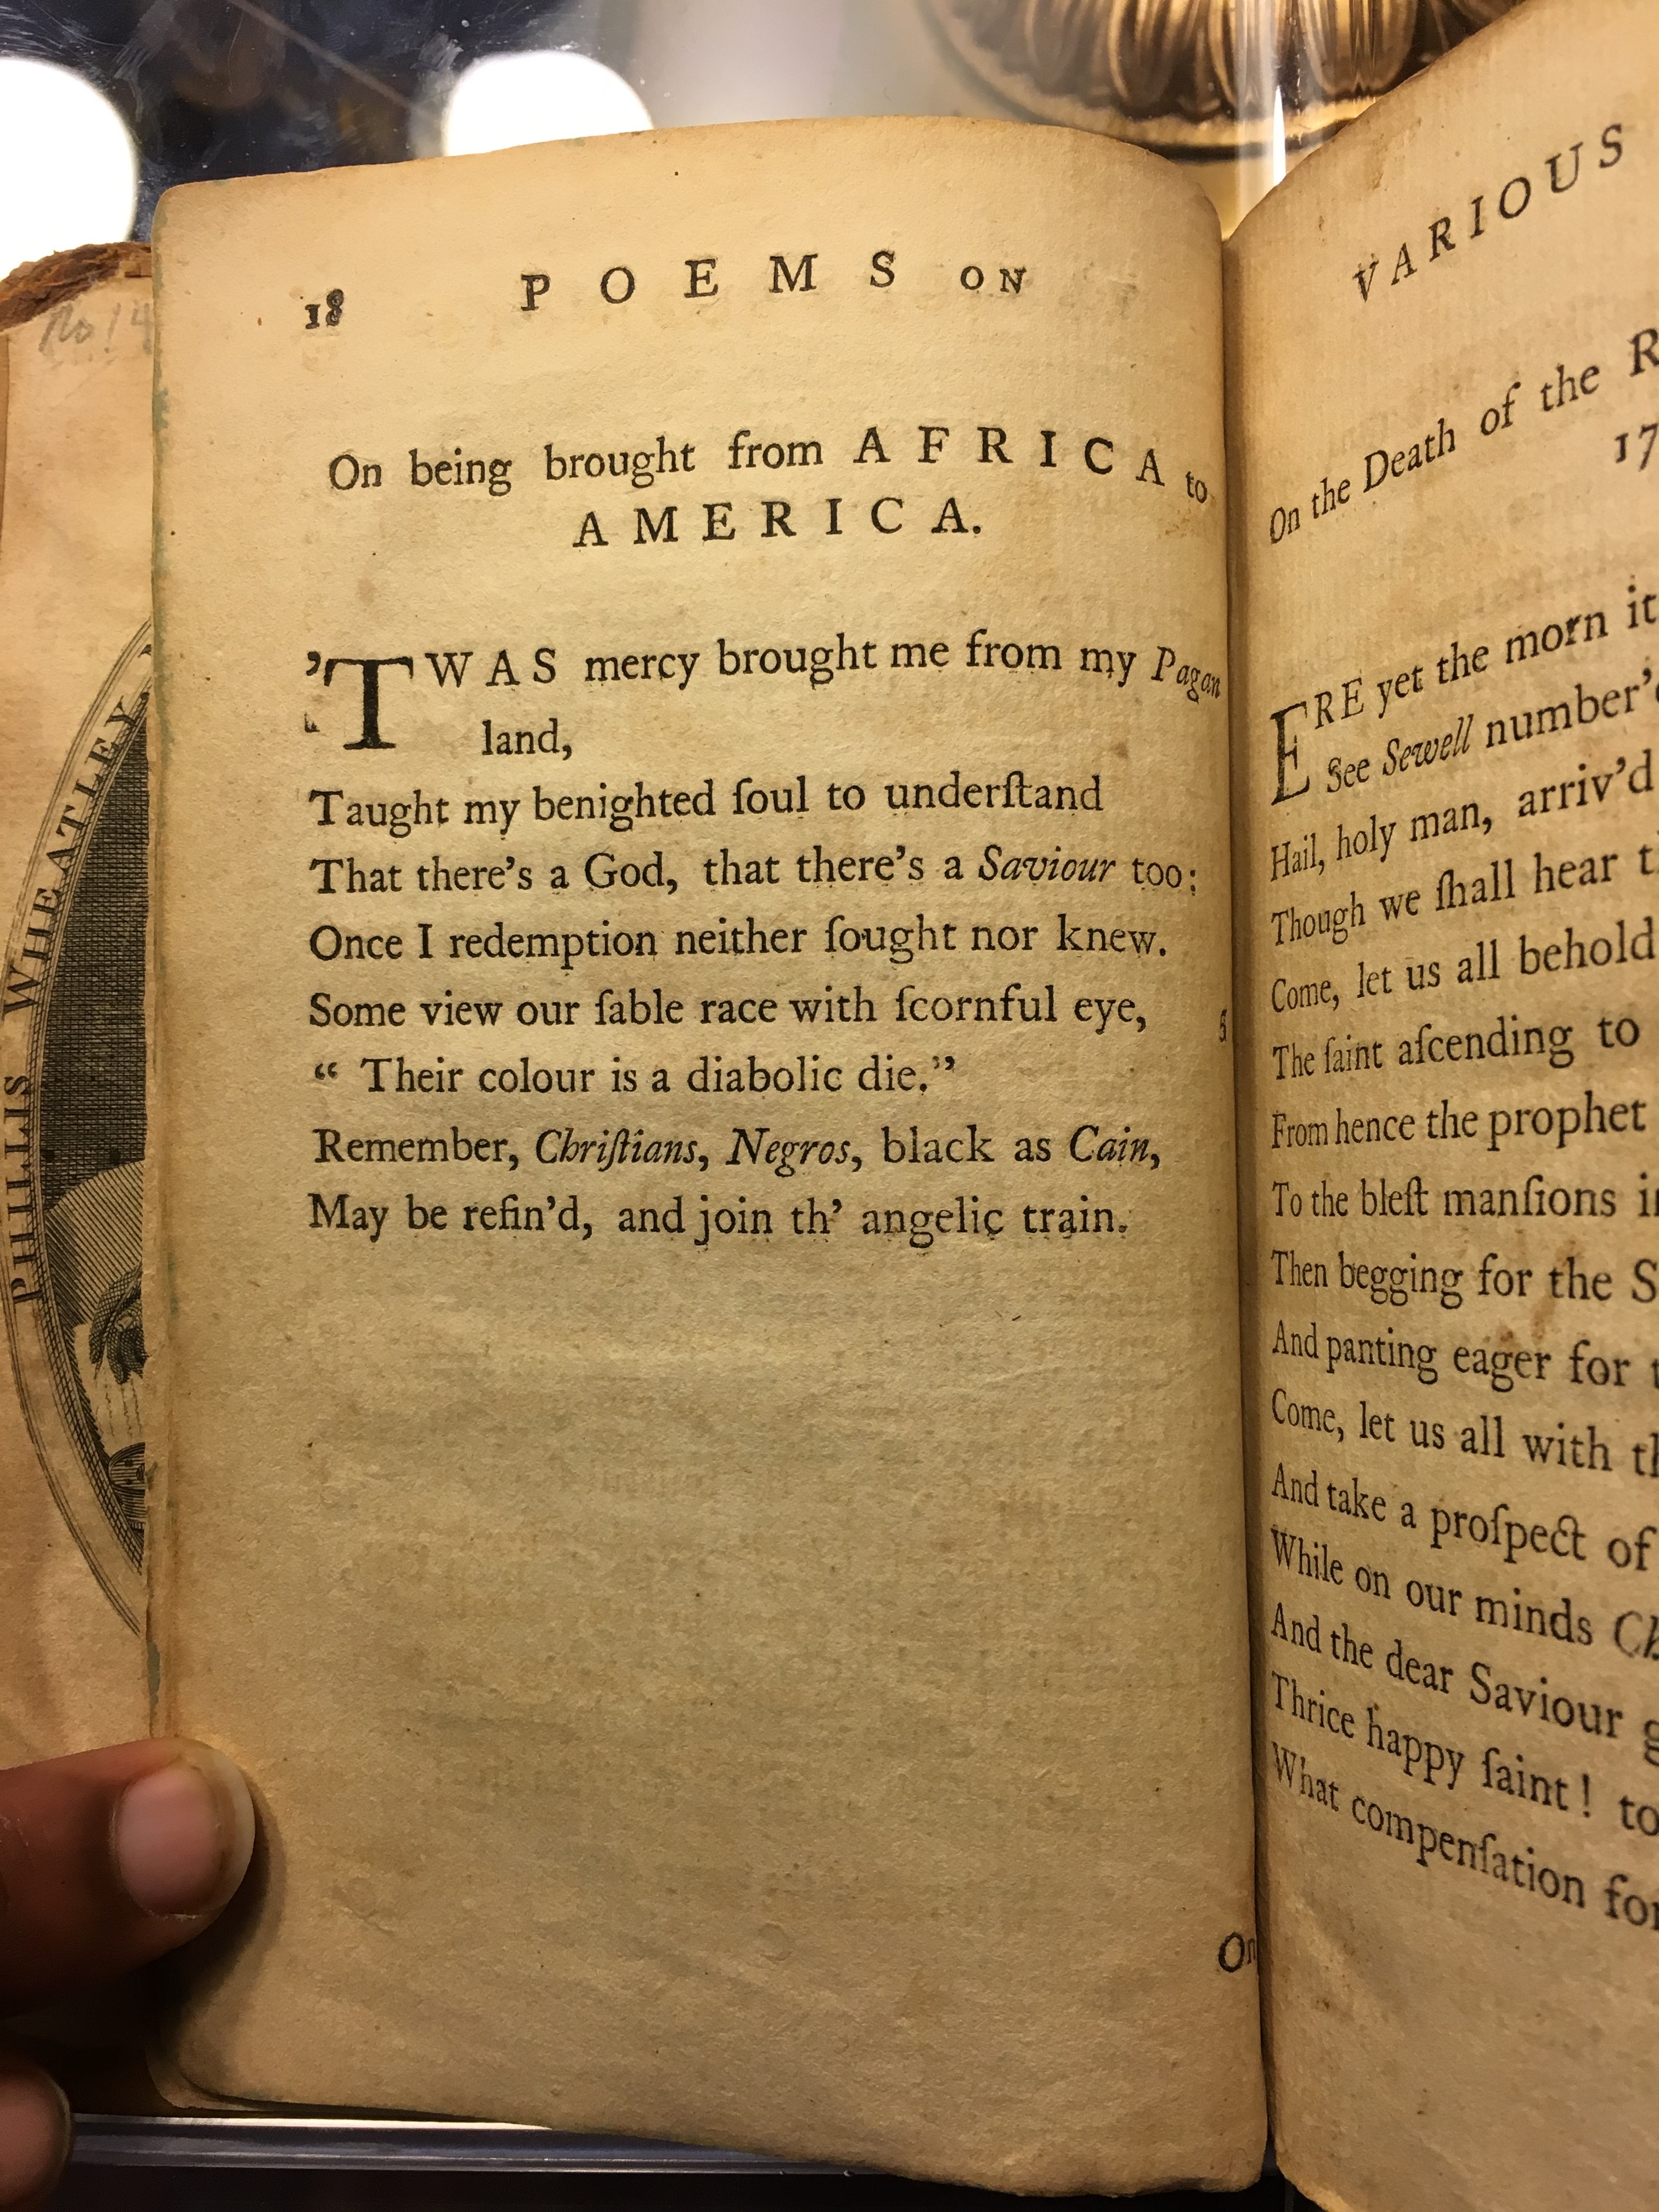 no 14
PHILLIS WHEATLEY
18 POEMS ON
On being brought from AFRICA to
AMERICA.
'TWAS mercy brought me from my Pagan
land,
Taught my benighted ſoul to underſtand
That there's a God, that there's a Saviour too:
Once I redemption neither ſought nor knew.
Some view our ſable race with ſcornful eye, 5
“ Their colour is a diabolic die.”
Remember, Chriſtians, Negros, black as Cain,
May be refin'd, and join th' angelic train.
On
VARIOUS
On the Death of the R
17
ERE yet the morn it
See Sewell number'd
Hail, holy man, arriv'd
Though we ſhall hear t
Come, let us all behold
The ſaint aſcending to
From hence the prophet
To the bleſt manſions i
Then begging for the S
And panting eager for t
Come, let us all with th
And take a proſpect of
While on our minds Ch
And the dear Saviour g
Thrice happy ſaint! to
What compenſation for